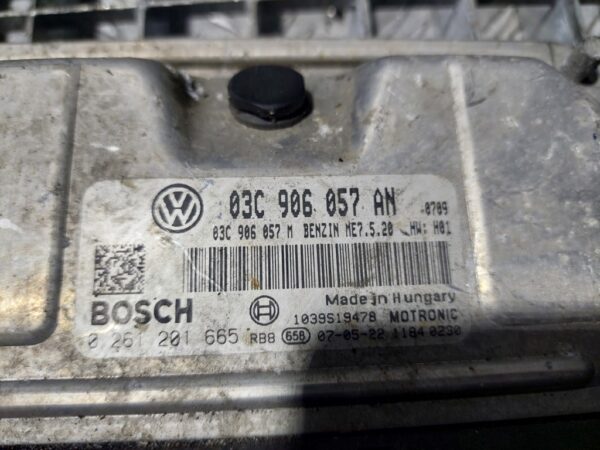 03C 906 057 AN -0709
03C 906 057 M BENZIN ME7.5.20 HW: H01
BOSCH
Made in Hungary
1039S19478 MOTRONIC
0 261 201 665 RB8 658 07-05-22 1184 0230